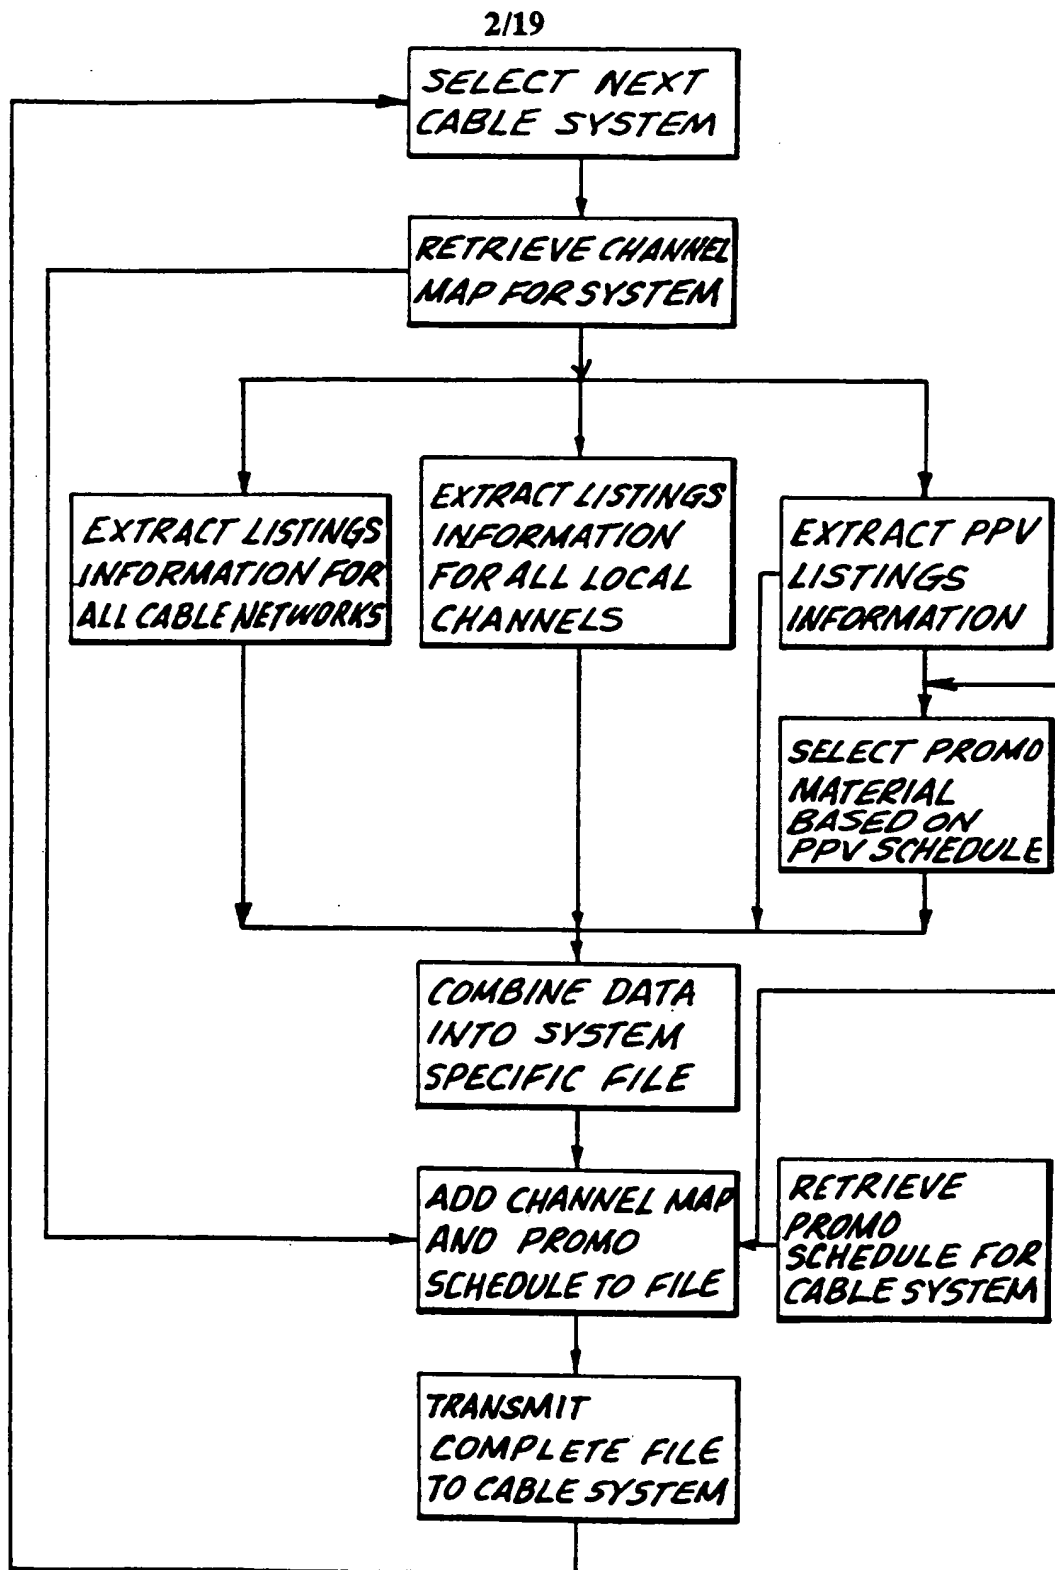 2/19
SELECT NEXT
CABLE SYSTEM
RETRIEVE CHANNEL
MAP FOR SYSTEM
EXTRACT LISTINGS
INFORMATION FOR
ALL CABLE NETWORKS
EXTRACT LISTINGS
INFORMATION
FOR ALL LOCAL
CHANNELS
EXTRACT PPV
LISTINGS
INFORMATION
SELECT PROMO
MATERIAL
BASED ON
PPV SCHEDULE
COMBINE DATA
INTO SYSTEM
SPECIFIC FILE
ADD CHANNEL MAP
AND PROMO
SCHEDULE TO FILE
RETRIEVE
PROMO
SCHEDULE FOR
CABLE SYSTEM
TRANSMIT
COMPLETE FILE
TO CABLE SYSTEM